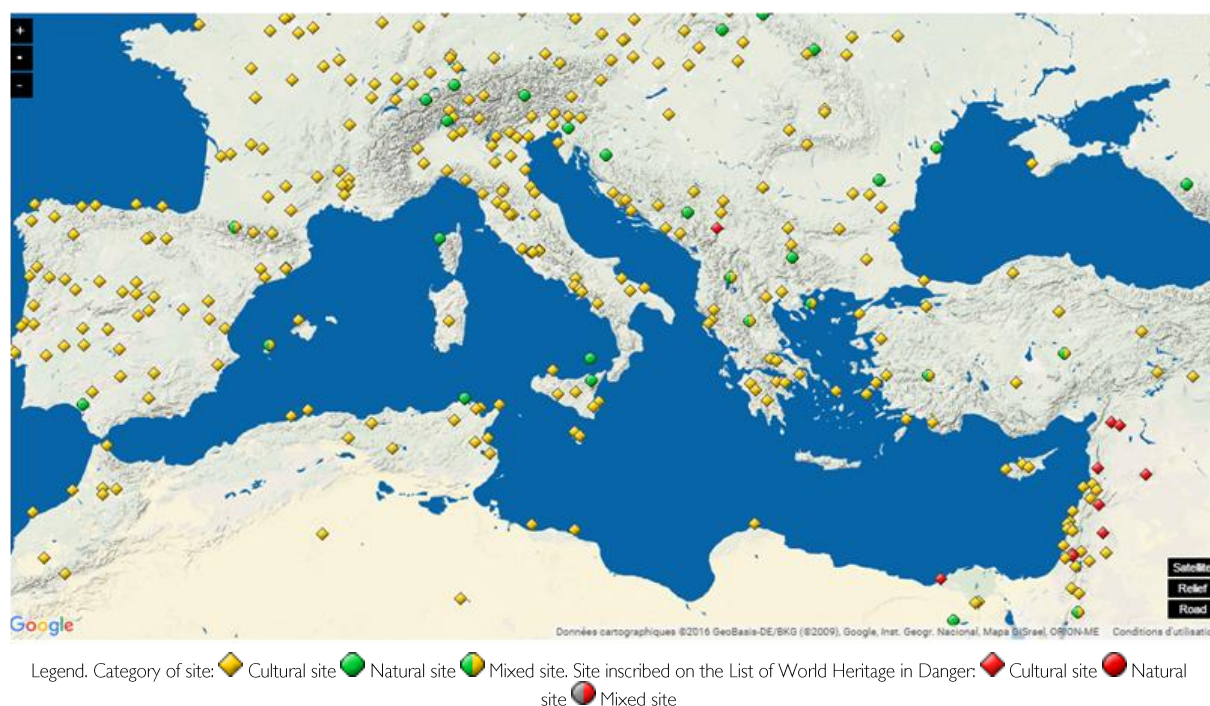 +
-
-
Satellite
Relief
Road
Google
Données cartographiques ©2016 GeoBasis-DE/BKG (©2009), Google, Inst. Geogr. Nacional, Mapa GISrael, ORION-ME Conditions d'utilisatio
Legend. Category of site: Cultural site Natural site Mixed site. Site inscribed on the List of World Heritage in Danger: Cultural site Natural
site Mixed site